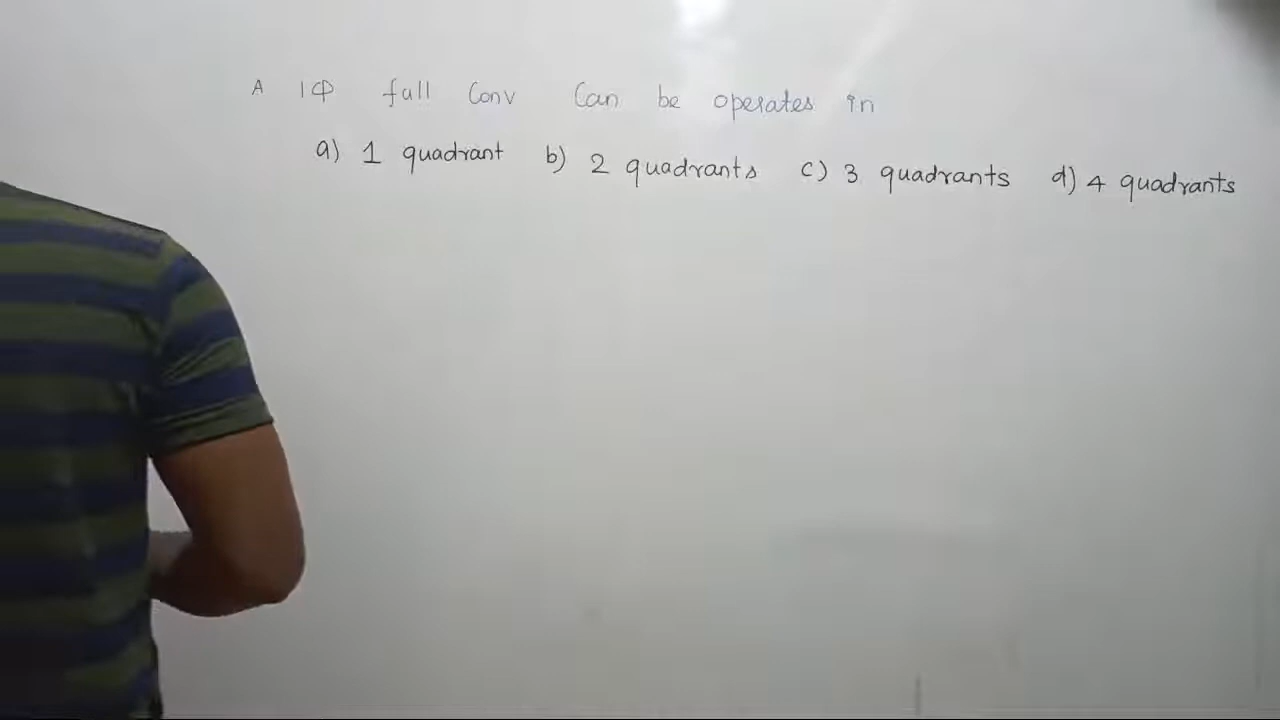 A 1Φ full Conv Can be operates in
a) 1 quadrant b) 2 quadrants c) 3 quadrants d) 4 quadrants